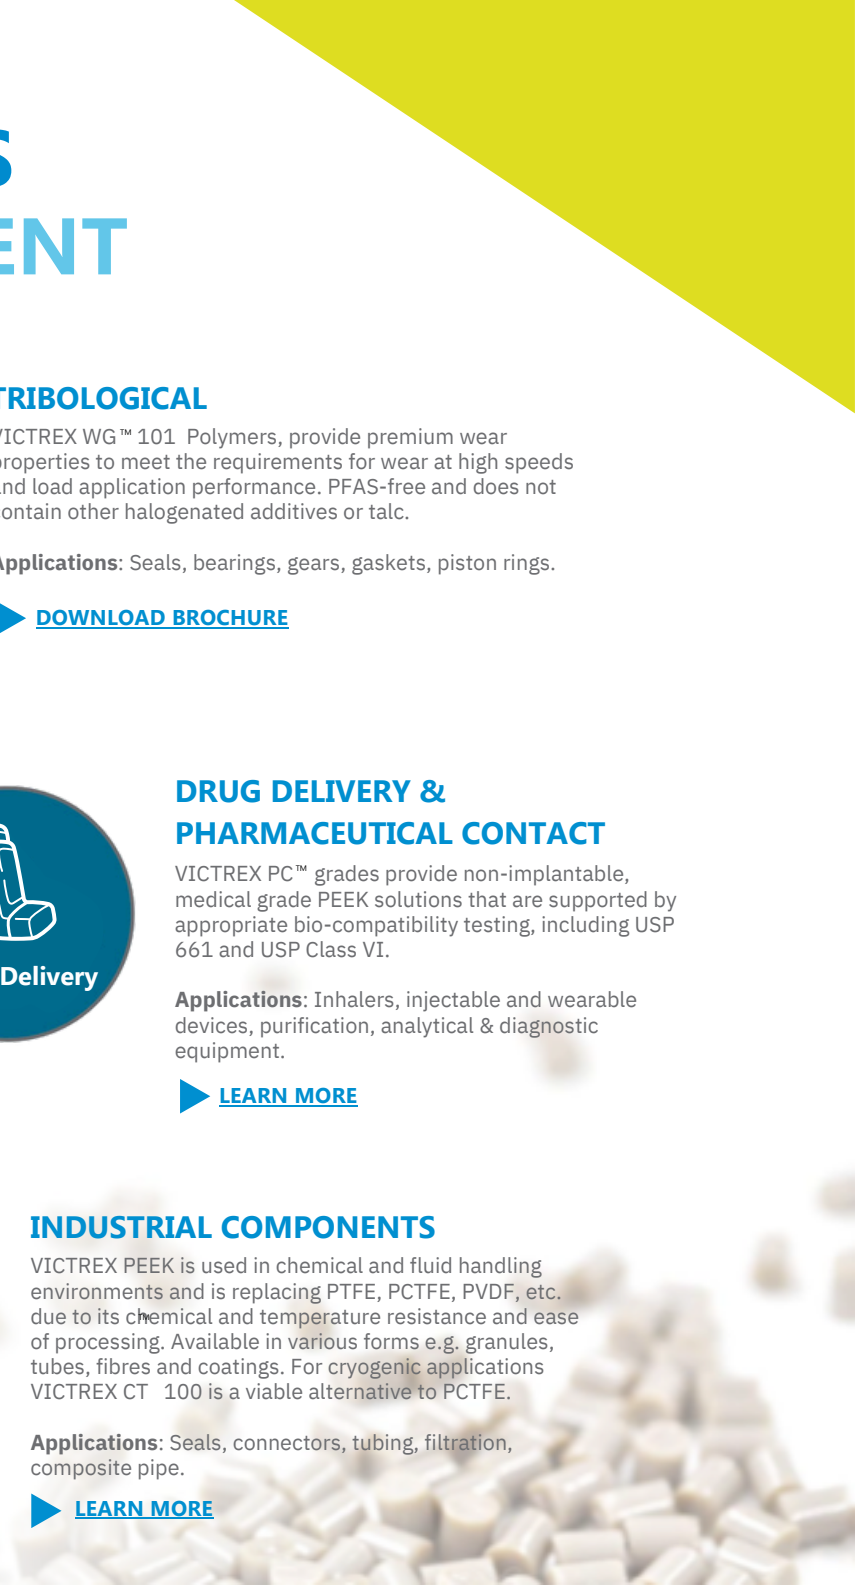 S
ENT
TRIBOLOGICAL
VICTREX WG™ 101 Polymers, provide premium wear
properties to meet the requirements for wear at high speeds
and load application performance. PFAS-free and does not
contain other halogenated additives or talc.
Applications: Seals, bearings, gears, gaskets, piston rings.
DOWNLOAD BROCHURE
DRUG DELIVERY &
PHARMACEUTICAL CONTACT
VICTREX PC™ grades provide non-implantable,
medical grade PEEK solutions that are supported by
appropriate bio-compatibility testing, including USP
661 and USP Class VI.
Delivery
Applications: Inhalers, injectable and wearable
devices, purification, analytical & diagnostic
equipment.
LEARN MORE
INDUSTRIAL COMPONENTS
VICTREX PEEK is used in chemical and fluid handling
environments and is replacing PTFE, PCTFE, PVDF, etc.
due to its chemical and temperature resistance and ease
™
of processing. Available in various forms e.g. granules,
tubes, fibres and coatings. For cryogenic applications
VICTREX CT 100 is a viable alternative to PCTFE.
Applications: Seals, connectors, tubing, filtration,
composite pipe.
LEARN MORE